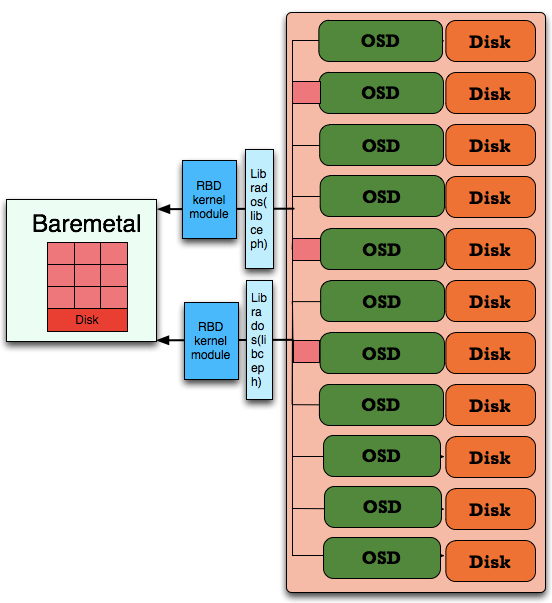 Baremetal
Disk
RBD
kernel
module
Lib
rad
os(
lib
ce
ph)
RBD
kernel
module
Lib
ra
do
s(li
bc
ep
h)
OSD Disk
OSD Disk
OSD Disk
OSD Disk
OSD Disk
OSD Disk
OSD Disk
OSD Disk
OSD Disk
OSD Disk
OSD Disk